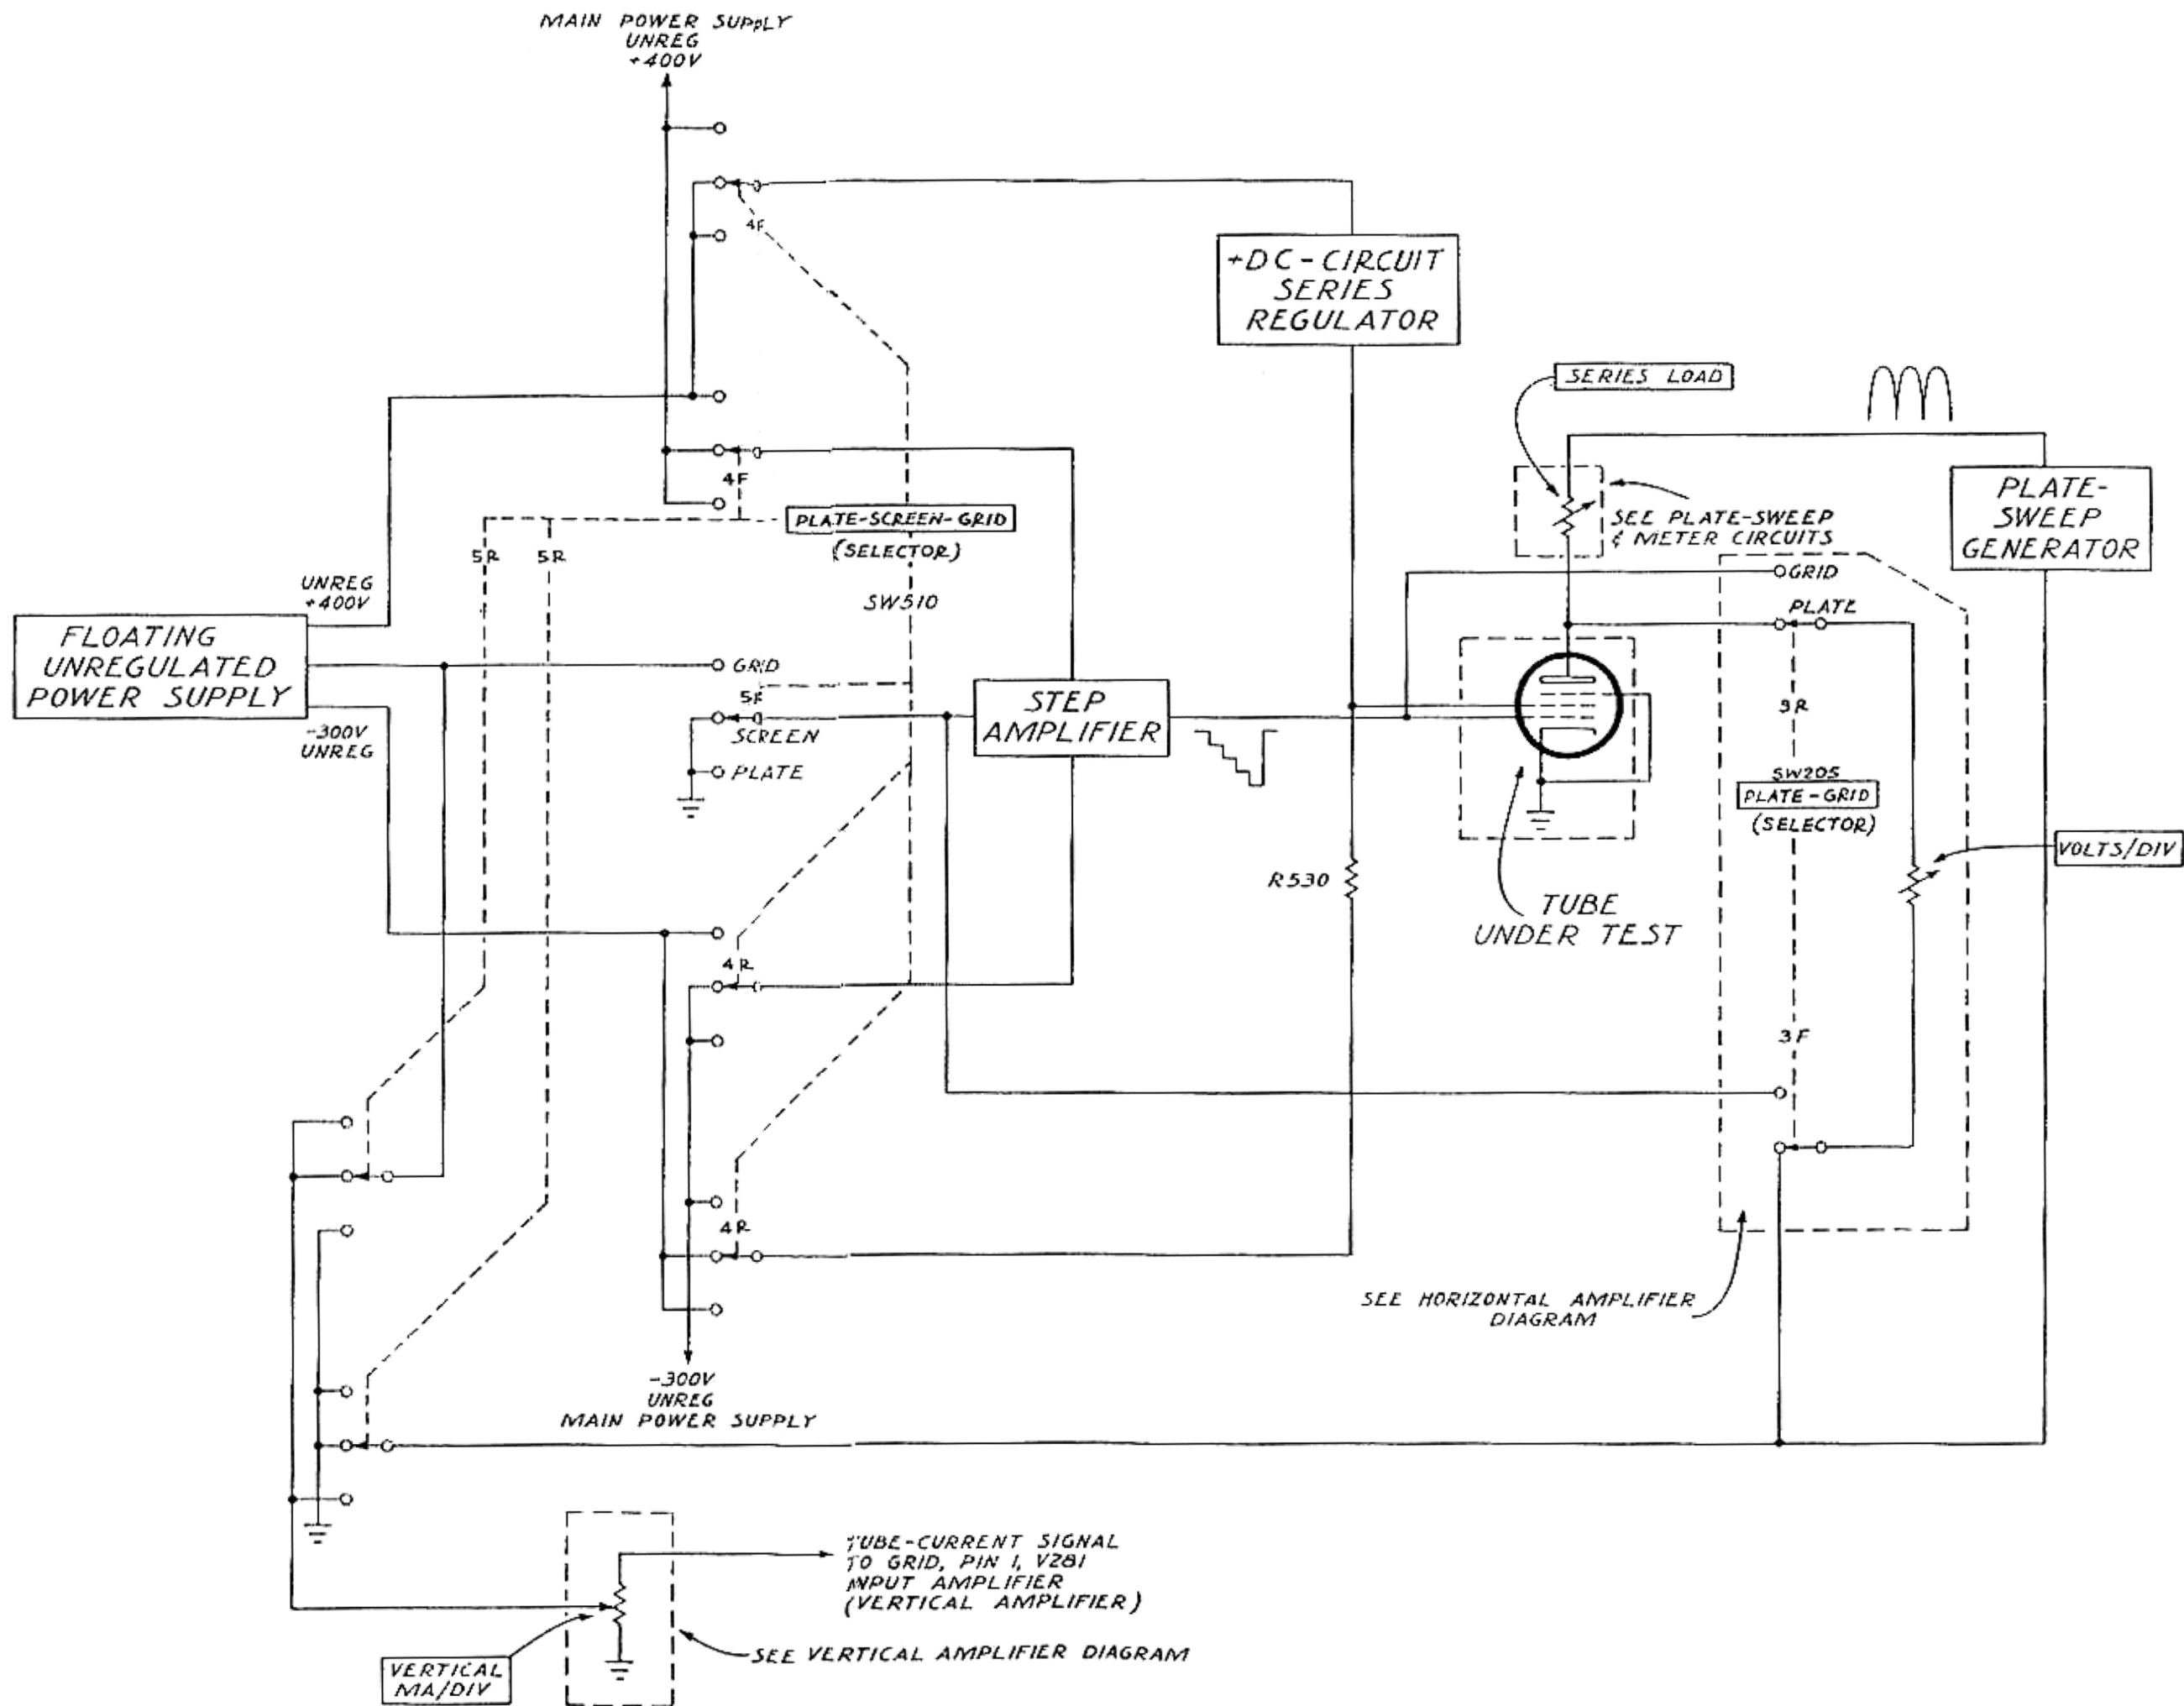 MAIN POWER SUPPLY
UNREG
+400V
4F
+DC-CIRCUIT
SERIES
REGULATOR
SERIES LOAD
4F
PLATE-SCREEN-GRID
(SELECTOR)
SW510
5R
5R
SEE PLATE-SWEEP
& METER CIRCUITS
PLATE-
SWEEP
GENERATOR
UNREG
+400V
FLOATING
UNREGULATED
POWER SUPPLY
-300V
UNREG
GRID
5F
SCREEN
PLATE
STEP
AMPLIFIER
GRID
PLATE
3R
SW205
PLATE-GRID
(SELECTOR)
VOLTS/DIV
R530
TUBE
UNDER TEST
4R
3F
4R
SEE HORIZONTAL AMPLIFIER
DIAGRAM
-300V
UNREG
MAIN POWER SUPPLY
TUBE-CURRENT SIGNAL
TO GRID, PIN 1, V281
INPUT AMPLIFIER
(VERTICAL AMPLIFIER)
SEE VERTICAL AMPLIFIER DIAGRAM
VERTICAL
MA/DIV